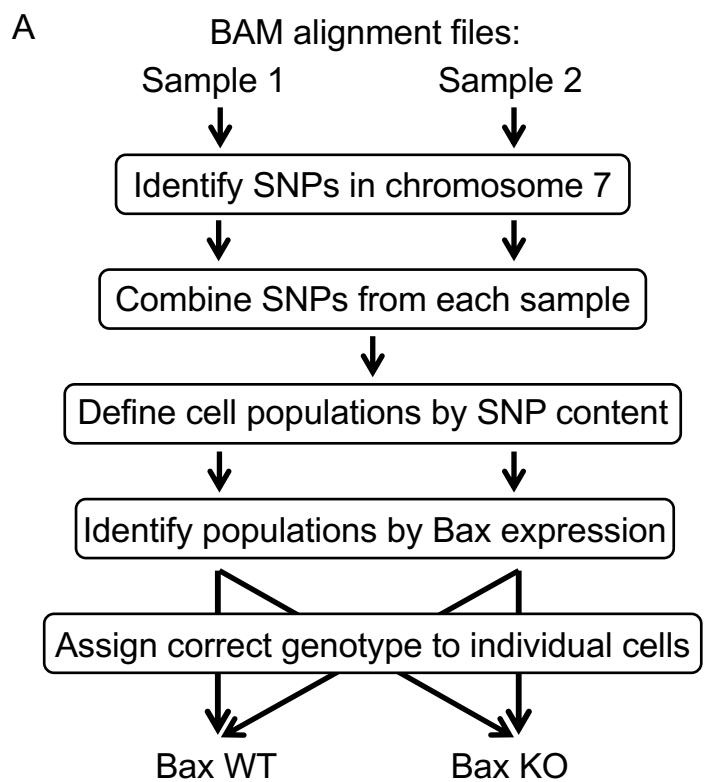 A
BAM alignment files:
Sample 1 Sample 2
Identify SNPs in chromosome 7
Combine SNPs from each sample
Define cell populations by SNP content
Identify populations by Bax expression
Assign correct genotype to individual cells
Bax WT Bax KO